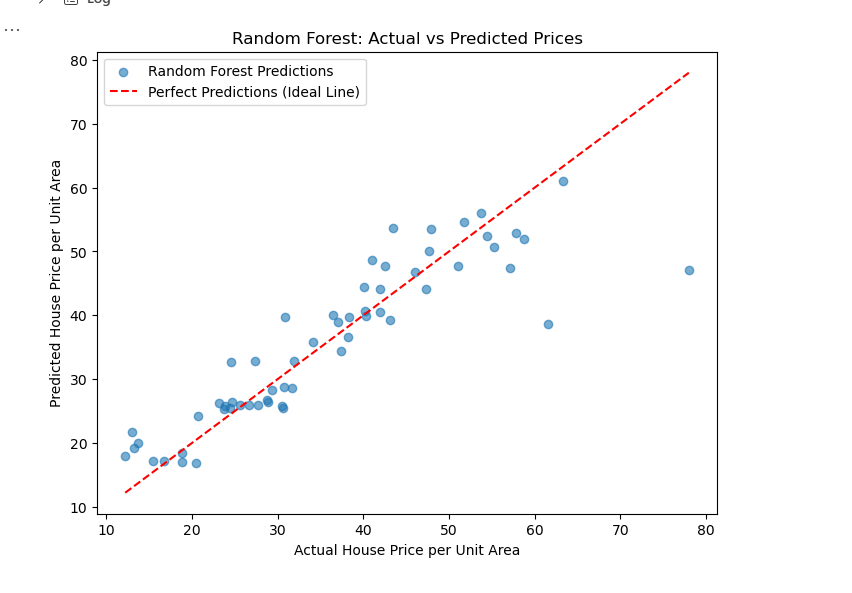 Log
...
Random Forest: Actual vs Predicted Prices
Random Forest Predictions
Perfect Predictions (Ideal Line)
80
70
60
50
40
30
20
10
Predicted House Price per Unit Area
10 20 30 40 50 60 70 80
Actual House Price per Unit Area